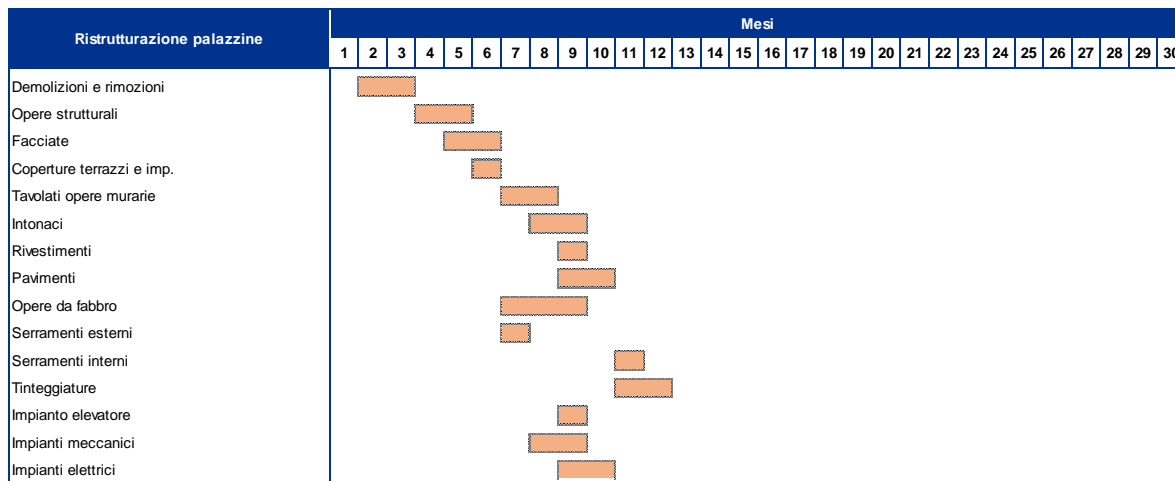 Ristrutturazione palazzine
Mesi
1 2 3 4 5 6 7 8 9 10 11 12 13 14 15 16 17 18 19 20 21 22 23 24 25 26 27 28 29 30
Demolizioni e rimozioni
Opere strutturali
Facciate
Coperture terrazzi e imp.
Tavolati opere murarie
Intonaci
Rivestimenti
Pavimenti
Opere da fabbro
Serramenti esterni
Serramenti interni
Tinteggiature
Impianto elevatore
Impianti meccanici
Impianti elettrici